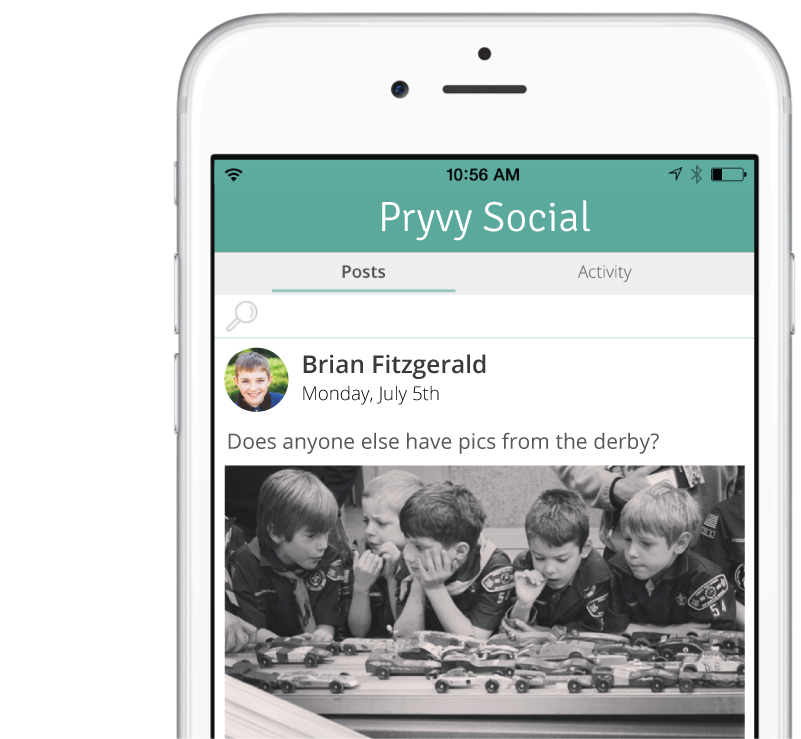 10:56 AM
Pryvy Social
Posts
Activity
Brian Fitzgerald
Monday, July 5th
Does anyone else have pics from the derby?
54